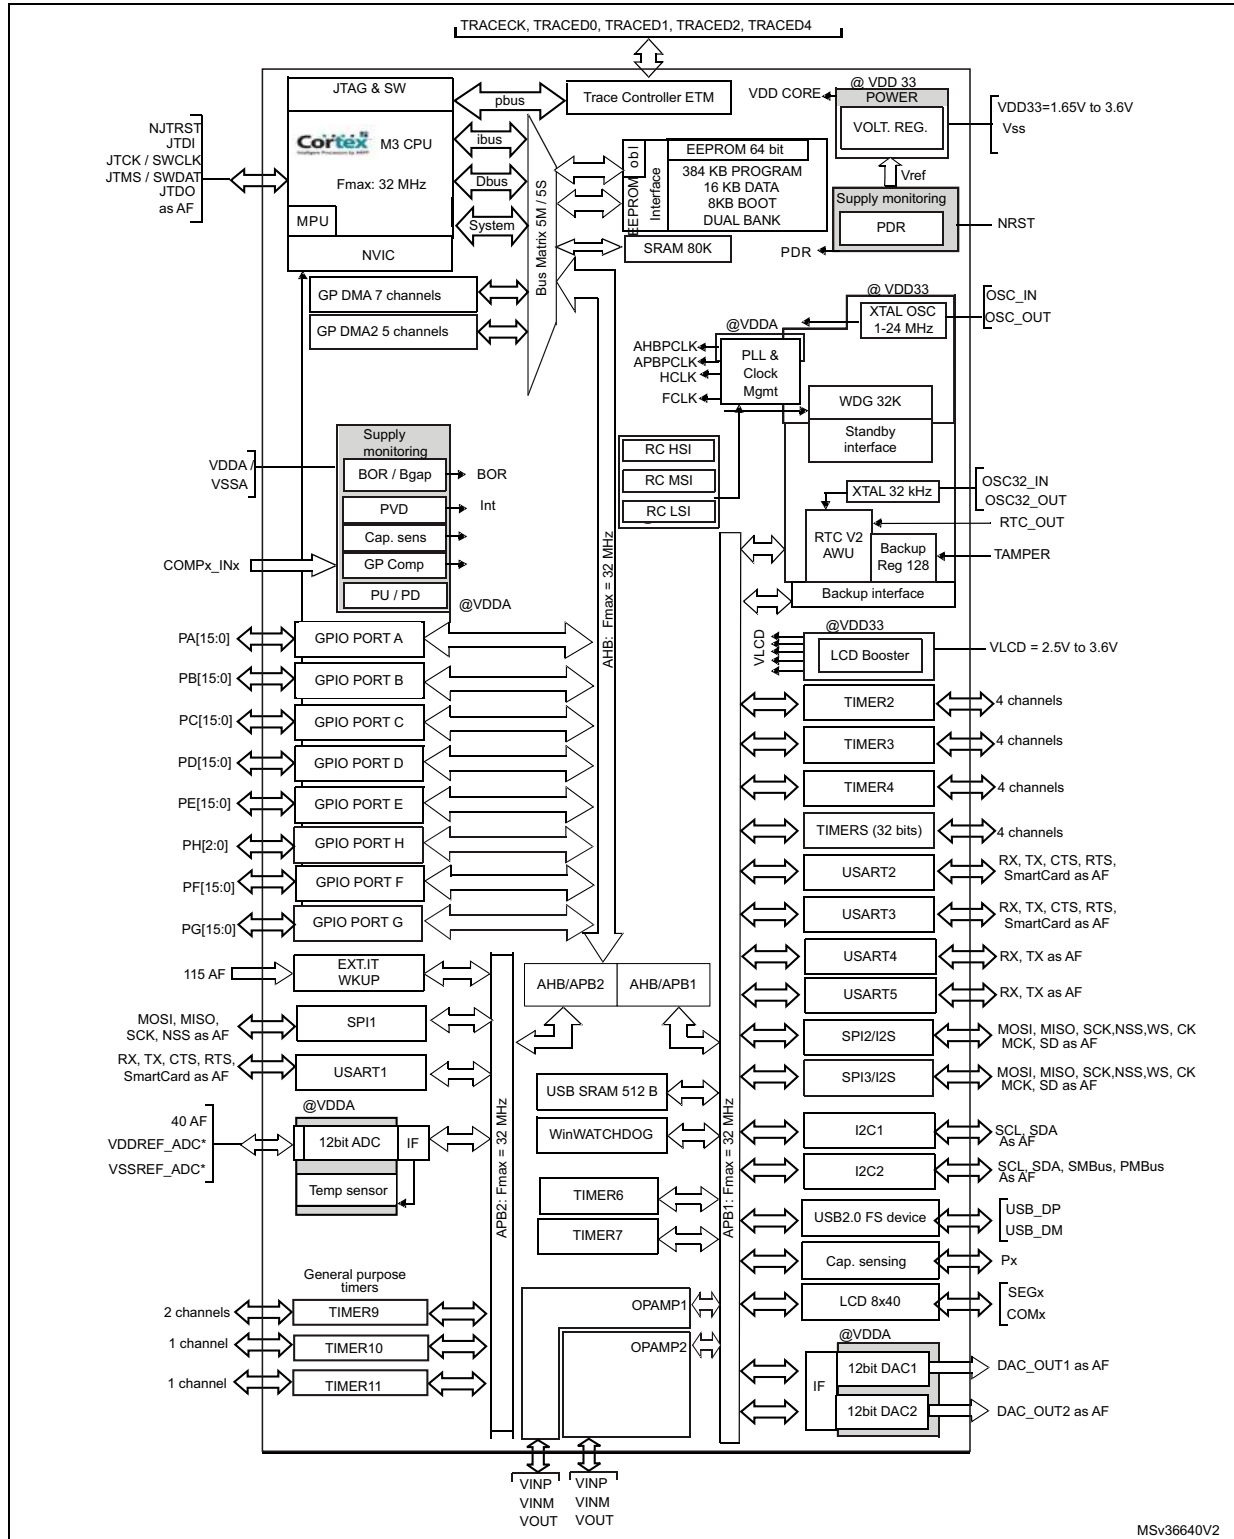 TRACECK, TRACED0, TRACED1, TRACED2, TRACED4
JTAG & SW
pbus
Trace Controller ETM
NJTRST
JTDI
JTCK / SWCLK
JTMS / SWDAT
JTDO
as AF
Cortex
Intelligent Processors by ARM
M3 CPU
Fmax: 32 MHz
MPU
NVIC
ibus
Dbus
System
Bus Matrix 5M / 5S
EEPROM obl
Interface
EEPROM 64 bit
384 KB PROGRAM
16 KB DATA
8KB BOOT
DUAL BANK
SRAM 80K
@ VDD 33
VDD CORE
POWER
VOLT. REG.
VDD33=1.65V to 3.6V
Vss
Vref
Supply monitoring
PDR
NRST
PDR
GP DMA 7 channels
GP DMA2 5 channels
@ VDD33
XTAL OSC
1-24 MHz
OSC_IN
OSC_OUT
@VDDA
AHBPCLK
APBPCLK
HCLK
FCLK
PLL &
Clock
Mgmt
WDG 32K
Standby
interface
RC HSI
RC MSI
RC LSI
XTAL 32 kHz
OSC32_IN
OSC32_OUT
RTC V2
AWU
RTC_OUT
Backup
Reg 128
TAMPER
Backup interface
Supply
monitoring
VDDA /
VSSA
BOR / Bgap
BOR
PVD
Int
Cap. sens
COMPx_INx
GP Comp
PU / PD
@VDDA
AHB: Fmax = 32 MHz
@VDD33
VLCD
LCD Booster
VLCD = 2.5V to 3.6V
PA[15:0]
GPIO PORT A
PB[15:0]
GPIO PORT B
PC[15:0]
GPIO PORT C
PD[15:0]
GPIO PORT D
PE[15:0]
GPIO PORT E
PH[2:0]
GPIO PORT H
PF[15:0]
GPIO PORT F
PG[15:0]
GPIO PORT G
TIMER2
4 channels
TIMER3
4 channels
TIMER4
4 channels
TIMERS (32 bits)
4 channels
USART2
RX, TX, CTS, RTS,
SmartCard as AF
USART3
RX, TX, CTS, RTS,
SmartCard as AF
USART4
RX, TX as AF
USART5
RX, TX as AF
SPI2/I2S
MOSI, MISO, SCK,NSS,WS, CK
MCK, SD as AF
SPI3/I2S
MOSI, MISO, SCK,NSS,WS, CK
MCK, SD as AF
I2C1
SCL, SDA
As AF
I2C2
SCL, SDA, SMBus, PMBus
As AF
USB2.0 FS device
USB_DP
USB_DM
Cap. sensing
Px
LCD 8x40
SEGx
COMx
@VDDA
IF
12bit DAC1
DAC_OUT1 as AF
12bit DAC2
DAC_OUT2 as AF
115 AF
EXT.IT
WKUP
AHB/APB2
AHB/APB1
MOSI, MISO,
SCK, NSS as AF
SPI1
RX, TX, CTS, RTS,
SmartCard as AF
USART1
@VDDA
40 AF
VDDREF_ADC*
VSSREF_ADC*
12bit ADC
IF
Temp sensor
APB2: Fmax = 32 MHz
USB SRAM 512 B
WinWATCHDOG
TIMER6
TIMER7
APB1: Fmax = 32 MHz
General purpose
timers
2 channels
TIMER9
1 channel
TIMER10
1 channel
TIMER11
OPAMP1
OPAMP2
VINP
VINM
VOUT
VINP
VINM
VOUT
MSv36640V2